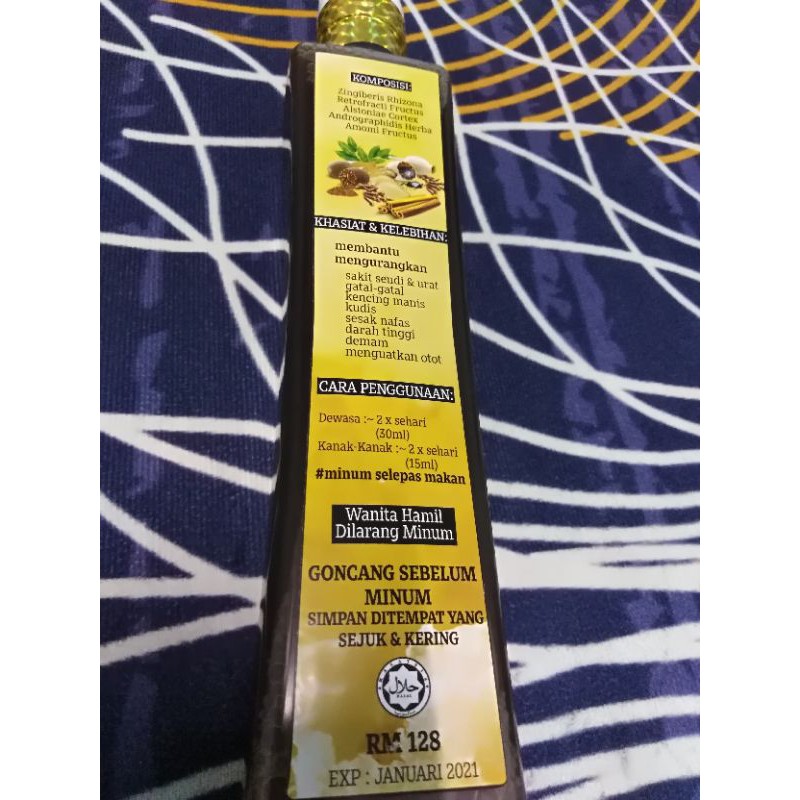 KOMPOSISI:
Zingiberis Rhizona
Retrofracti Fructus
Alstoniae Cortex
Andrographidis Herba
Amomi Fructus
KHASIAT & KELEBIHAN:
membantu
mengurangkan
sakit sendi & urat
gatal-gatal
kencing manis
kudis
sesak nafas
darah tinggi
demam
menguatkan otot
CARA PENGGUNAAN:
Dewasa :~ 2 x sehari
(30ml)
Kanak-Kanak :~ 2 x sehari
(15ml)
#minum selepas makan
Wanita Hamil
Dilarang Minum
GONCANG SEBELUM
MINUM
SIMPAN DITEMPAT YANG
SEJUK & KERING
حلال
HALAL
RM 128
EXP : JANUARI 2021